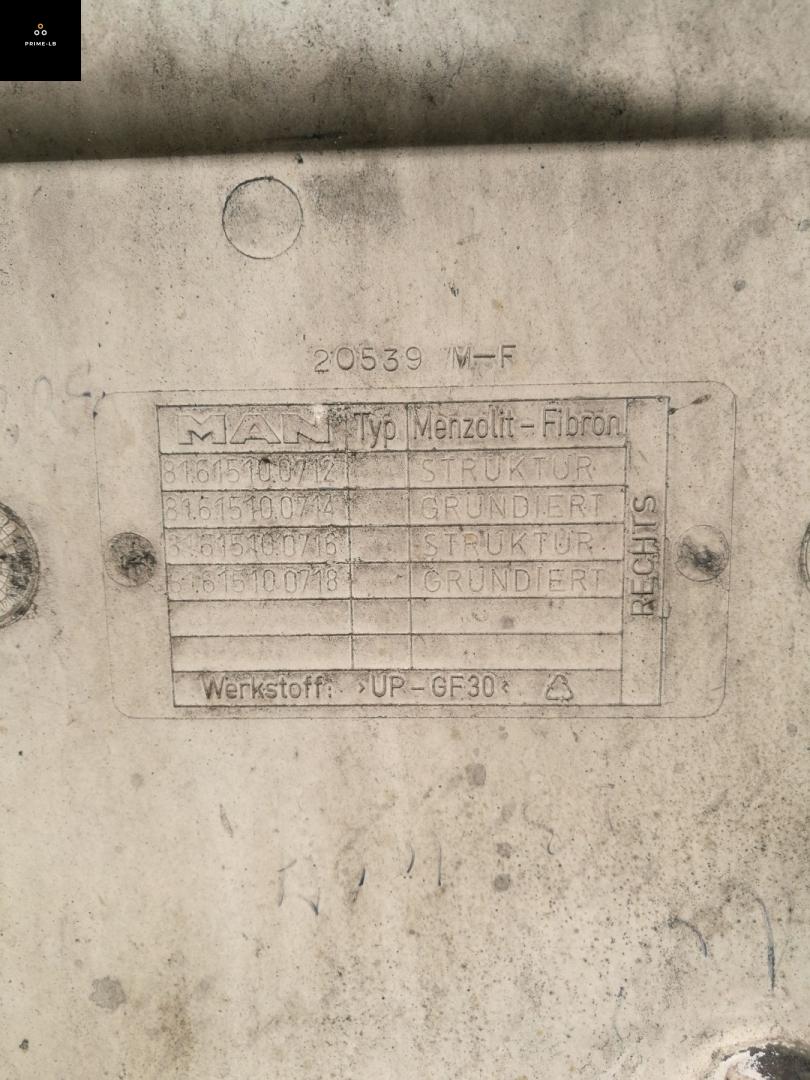 PRIME-LB
20539 M-F
MAN Typ Menzolit-Fibron
81.61510.0712 STRUKTUR
81.61510.0714 GRUNDIERT
81.61510.0716 STRUKTUR
81.61510.0718 GRUNDIERT
RECHTS
Werkstoff: >UP-GF30<